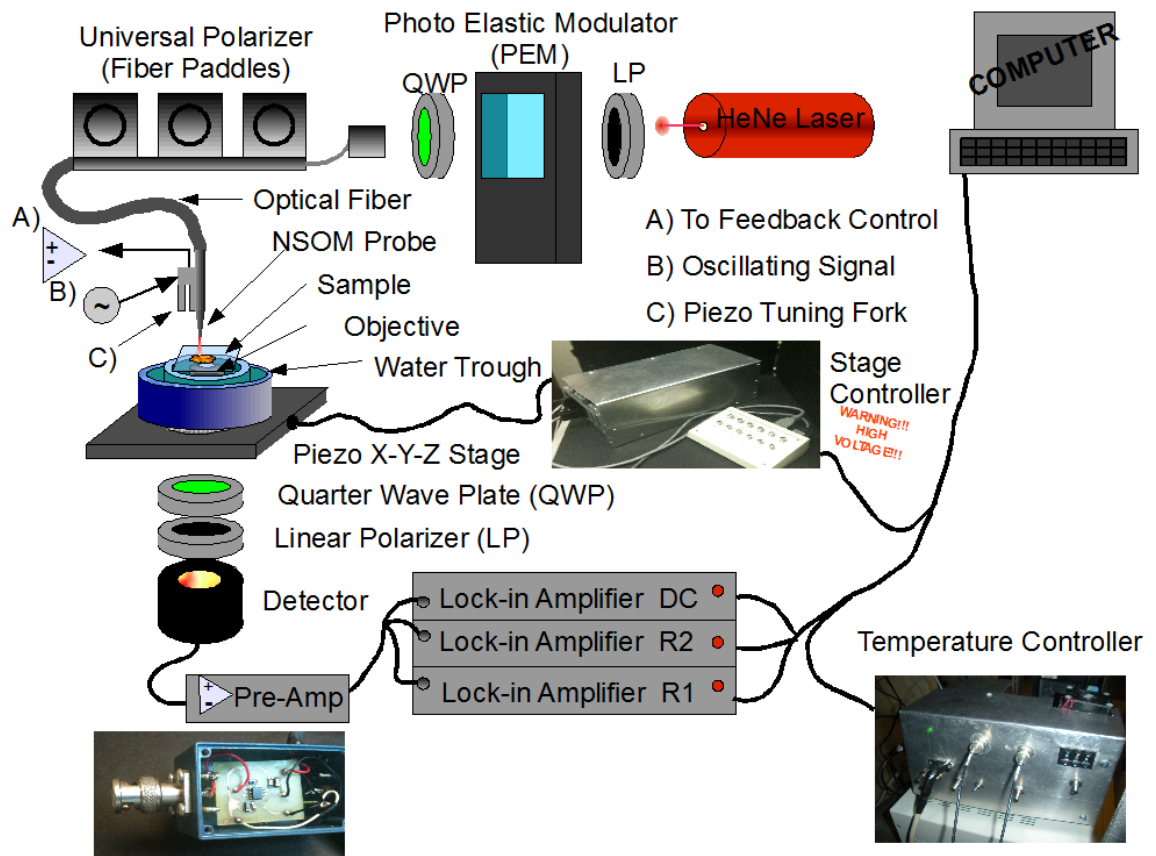 Universal Polarizer
(Fiber Paddles)
Photo Elastic Modulator
(PEM)
QWP
LP
HeNe Laser
COMPUTER
Optical Fiber
A)
NSOM Probe
+
-
B)
~
Sample
C)
Objective
Water Trough
A) To Feedback Control
B) Oscillating Signal
C) Piezo Tuning Fork
Stage
Controller
WARNING!!!
HIGH
VOLTAGE!!!
Piezo X-Y-Z Stage
Quarter Wave Plate (QWP)
Linear Polarizer (LP)
Detector
Lock-in Amplifier DC
Lock-in Amplifier R2
Lock-in Amplifier R1
+
-
Pre-Amp
Temperature Controller